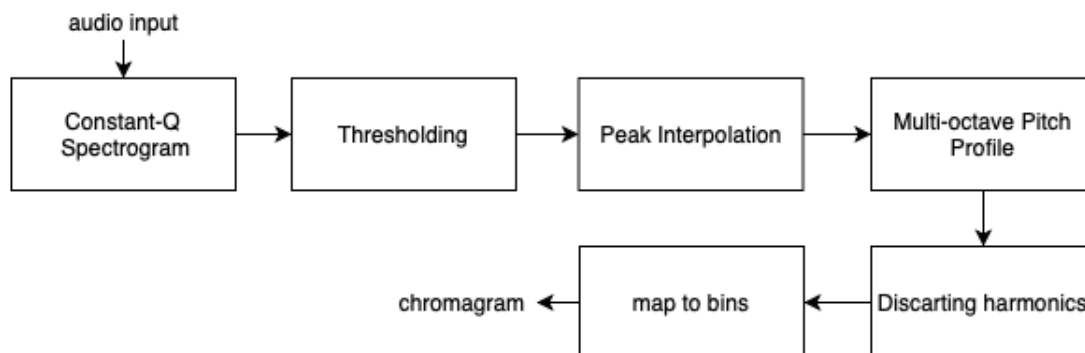 audio input
Constant-Q
Spectrogram
Thresholding
Peak Interpolation
Multi-octave Pitch
Profile
Discarting harmonics
map to bins
chromagram